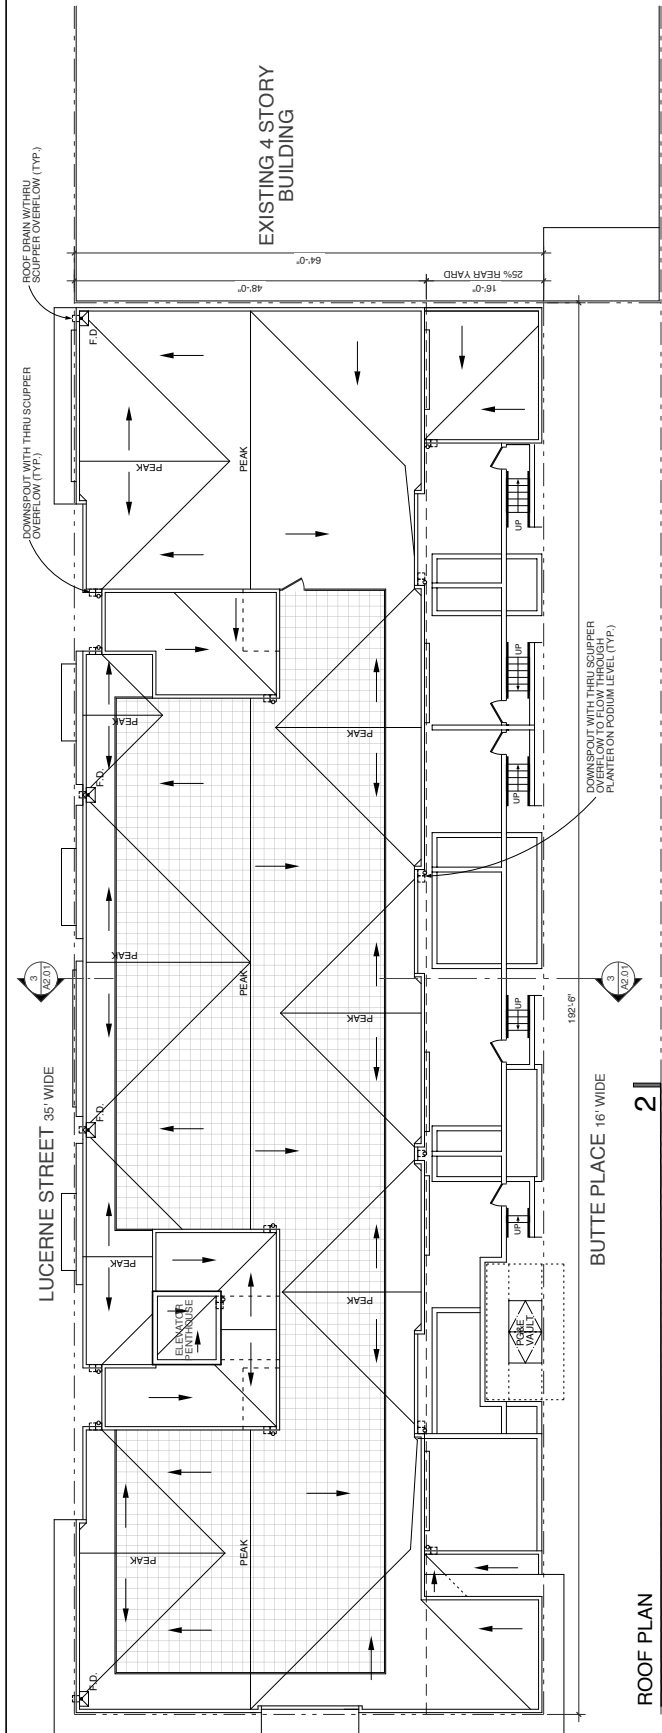 ROOF DRAIN W/THRU
SCUPPER OVERFLOW (TYP.)
DOWNSPOUT WITH THRU SCUPPER
OVERFLOW (TYP.)
EXISTING 4 STORY
BUILDING
64'-0"
48'-0"
16'-0"
25% REAR YARD
F.D.
PEAK
PEAK
PEAK
F.D.
PEAK
PEAK
PEAK
PEAK
F.D.
PEAK
PEAK
ELEVATOR
PENTHOUSE
PEAK
PEAK
F.D.
3
A2.01
3
A2.01
LUCERNE STREET 35' WIDE
UP
UP
UP
UP
UP
DOWNSPOUT WITH THRU SCUPPER
OVERFLOW TO FLOW THROUGH
PLANTER ON PODIUM LEVEL (TYP.)
192'-6"
PG&E
VAULT
BUTTE PLACE 16' WIDE
ROOF PLAN
2